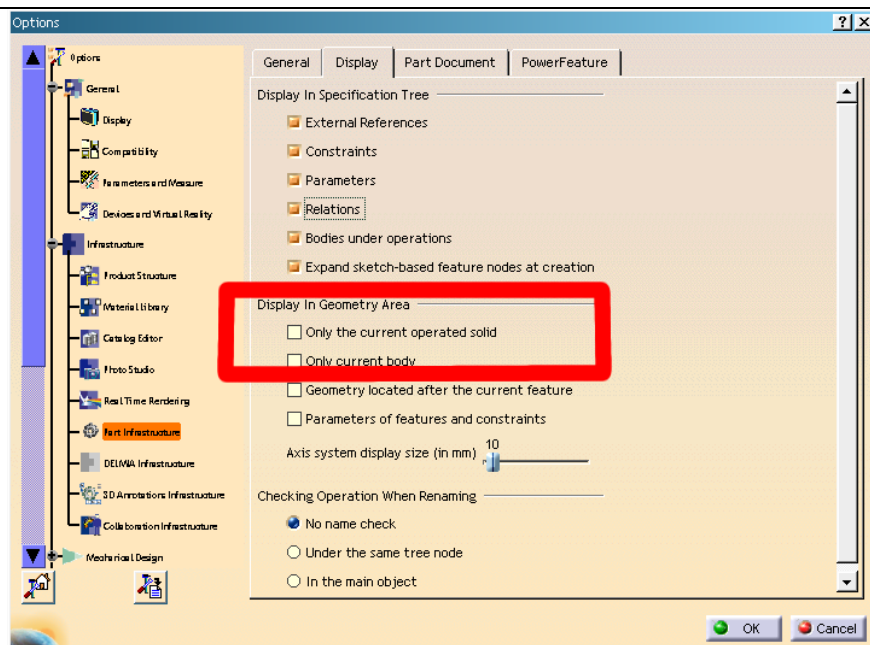 Options
Options
General
Display
Compatibility
Parameters and Measure
Devices and Virtual Reality
Infrastructure
Product Structure
Material Library
Catalog Editor
Photo Studio
Real Time Rendering
Part Infrastructure
DELMIA Infrastructure
3D Annotations Infrastructure
Collaboration Infrastructure
Mechanical Design
General Display Part Document PowerFeature
Display In Specification Tree
External References
Constraints
Parameters
Relations
Bodies under operations
Expand sketch-based feature nodes at creation
Display In Geometry Area
Only the current operated solid
Only current body
Geometry located after the current feature
Parameters of features and constraints
Axis system display size (in mm) 10
Checking Operation When Renaming
No name check
Under the same tree node
In the main object
OK Cancel